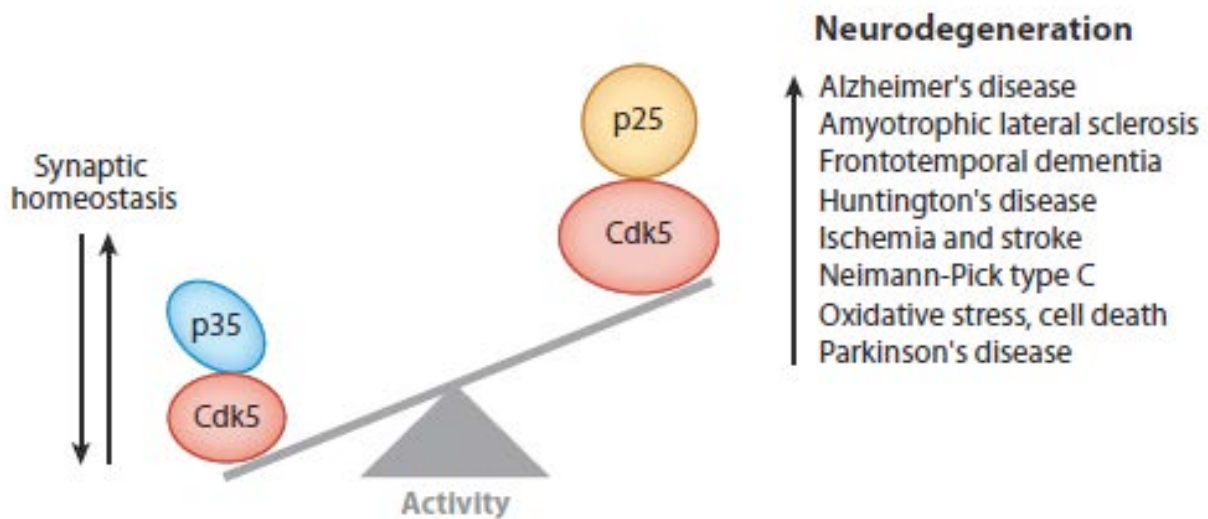 Neurodegeneration
Alzheimer's disease
Amyotrophic lateral sclerosis
Frontotemporal dementia
Huntington's disease
Ischemia and stroke
Neimann-Pick type C
Oxidative stress, cell death
Parkinson's disease
p25
Cdk5
Synaptic
homeostasis
p35
Cdk5
Activity